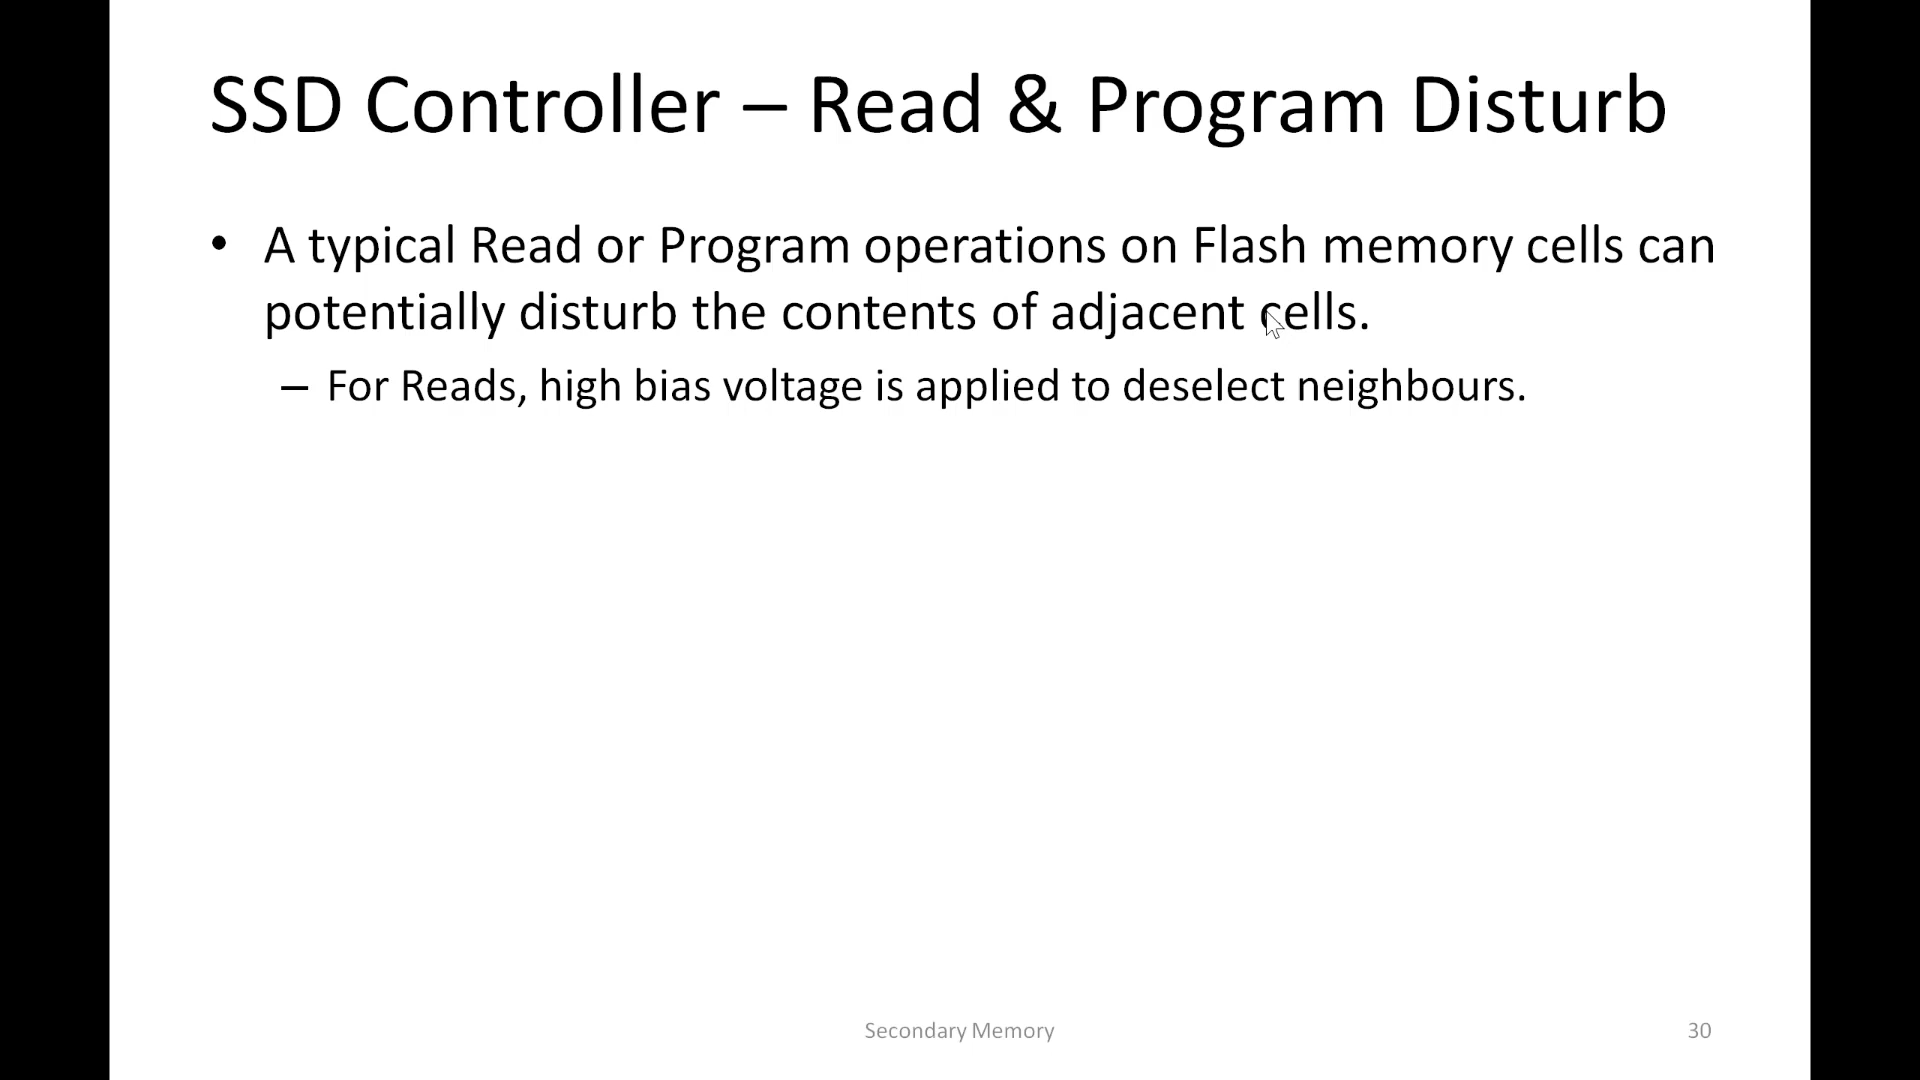 SSD Controller – Read & Program Disturb
• A typical Read or Program operations on Flash memory cells can
potentially disturb the contents of adjacent cells.
– For Reads, high bias voltage is applied to deselect neighbours.
Secondary Memory
30